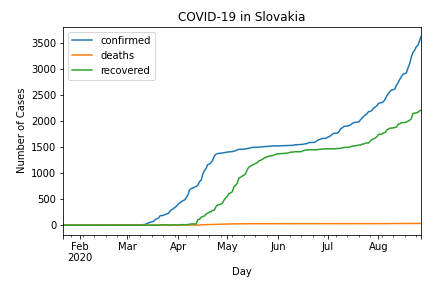 COVID-19 in Slovakia
confirmed
deaths
recovered
Number of Cases
3500
3000
2500
2000
1500
1000
500
0
Feb Mar Apr May Jun Jul Aug
2020
Day